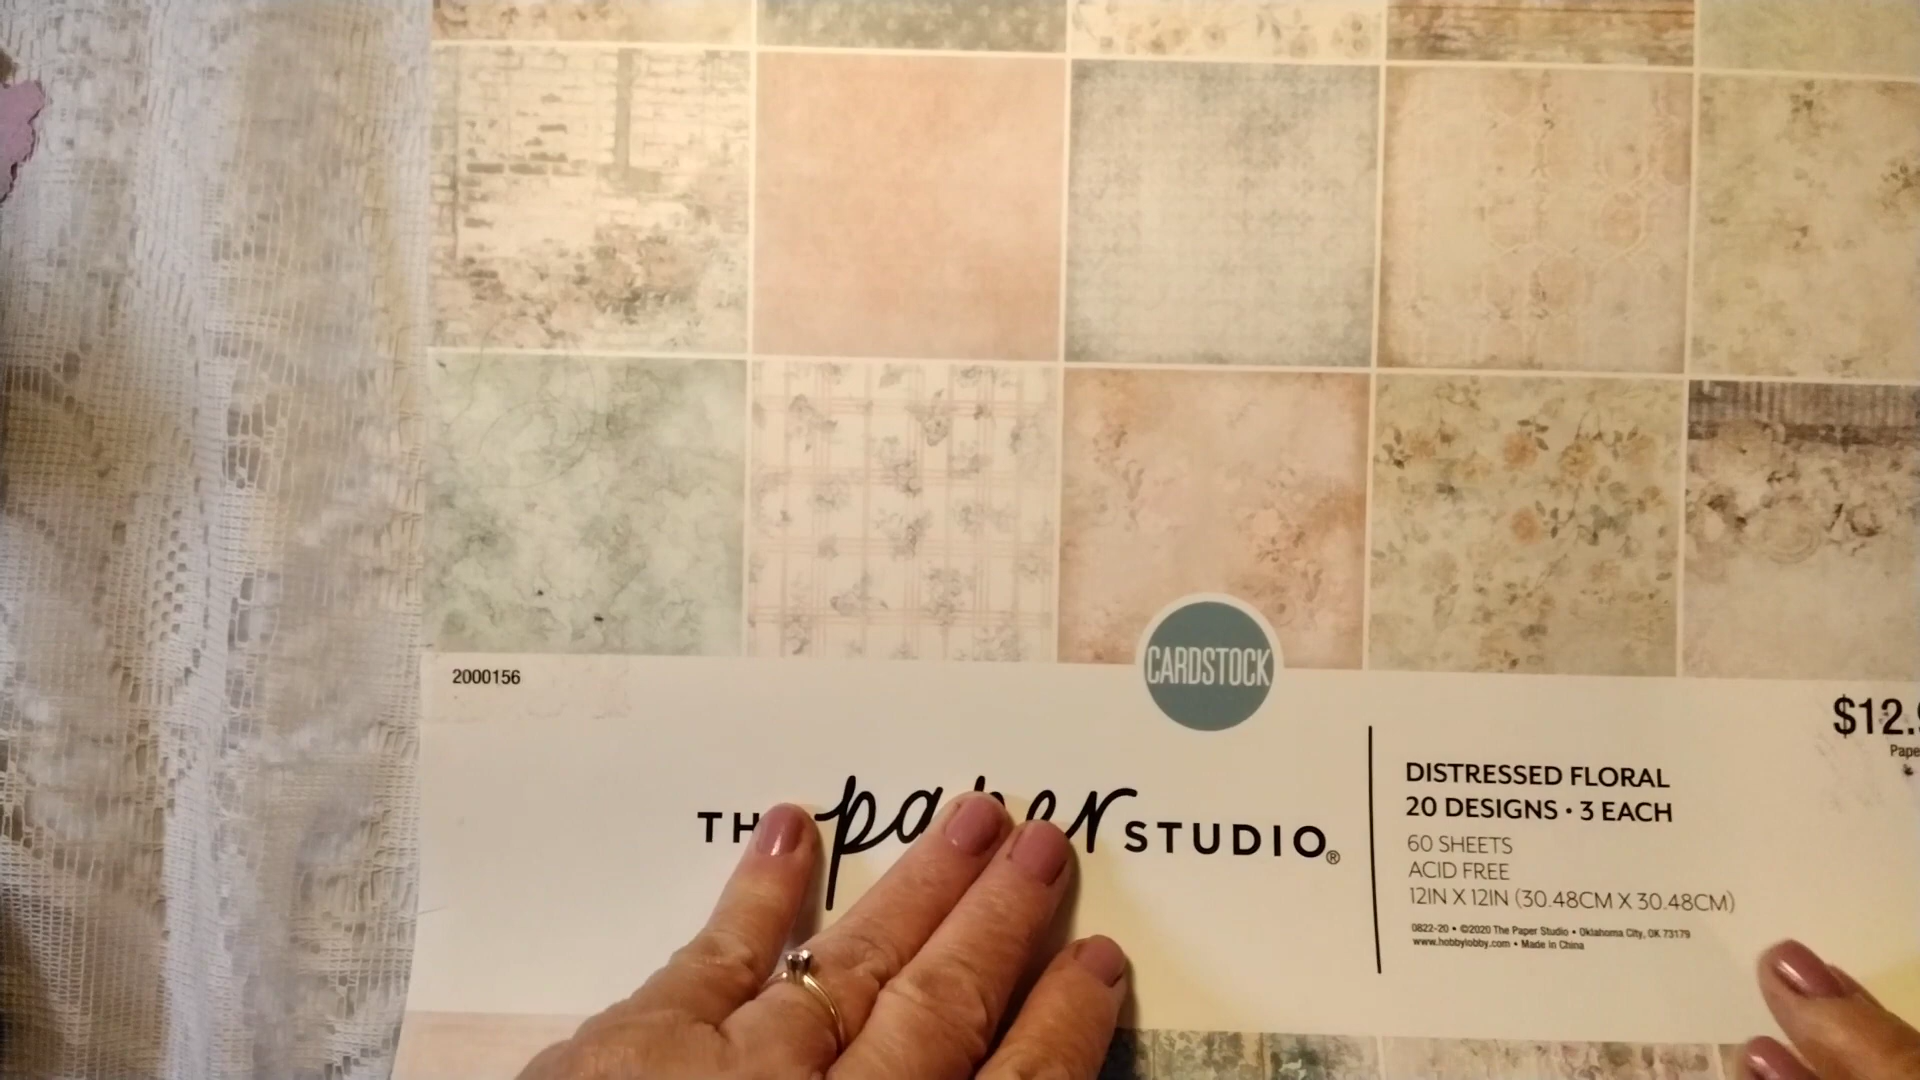 2000156
CARDSTOCK
$12.
Pape
THE paper STUDIO®
DISTRESSED FLORAL
20 DESIGNS • 3 EACH
60 SHEETS
ACID FREE
12IN X 12IN (30.48CM X 30.48CM)
0822-20 • ©2020 The Paper Studio • Oklahoma City, OK 73179
www.hobbylobby.com • Made in China